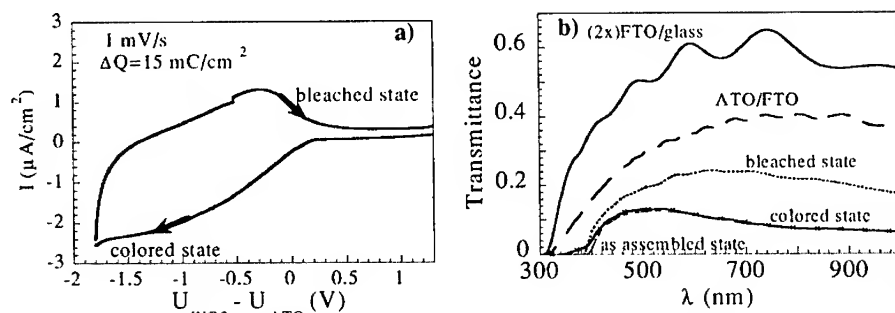 1 mV/s
a)
ΔQ=15 mC/cm²
bleached state
colored state
I (μA/cm²)
3
2
1
0
-1
-2
-3
-2 -1.5 -1 -0.5 0 0.5 1
U - U (V)
b) (2x)FTO/glass
ATO/FTO
bleached state
colored state
as assembled state
Transmittance
0.6
0.4
0.2
0
300 500 700 900
λ (nm)